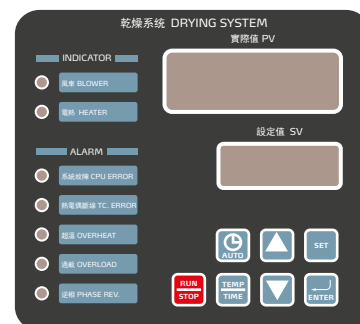 乾燥系统 DRYING SYSTEM
實際值 PV
INDICATOR
風車 BLOWER
電熱 HEATER
設定值 SV
ALARM
系統故障 CPU ERROR
熱電偶斷線 TC. ERROR
超溫 OVERHEAT
過載 OVERLOAD
逆相 PHASE REV.
AUTO
SET
RUN
STOP
TEMP
TIME
ENTER